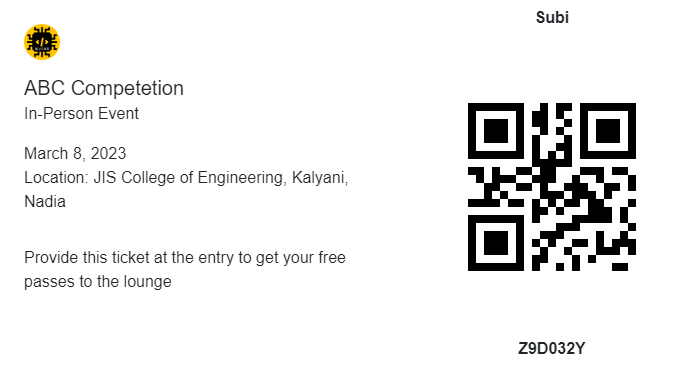 Subi
ABC Competetion
In-Person Event
March 8, 2023
Location: JIS College of Engineering, Kalyani,
Nadia
Provide this ticket at the entry to get your free
passes to the lounge
Z9D032Y